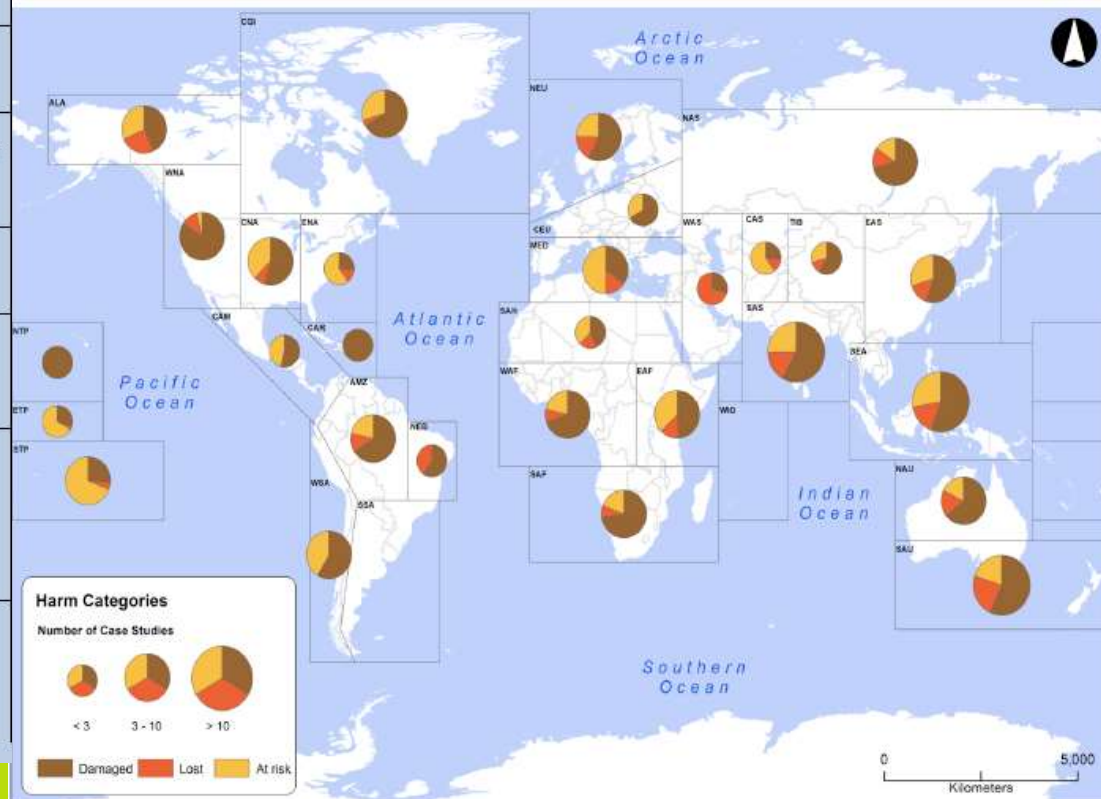 CGI
Arctic
Ocean
NEU
ALA
NAS
WNA
CNA
ENA
CEU
WAS
CAS
TIB
EAS
MED
SAH
SAS
CAM
CAR
Atlantic
Ocean
NTP
SEA
Pacific
Ocean
AMZ
WAF
EAF
ETP
NEB
WIO
STP
SAF
NAU
WSA
SSA
Indian
Ocean
SAU
Harm Categories
Number of Case Studies
< 3
3 - 10
> 10
Damaged
Lost
At risk
Southern
Ocean
0
5,000
Kilometers